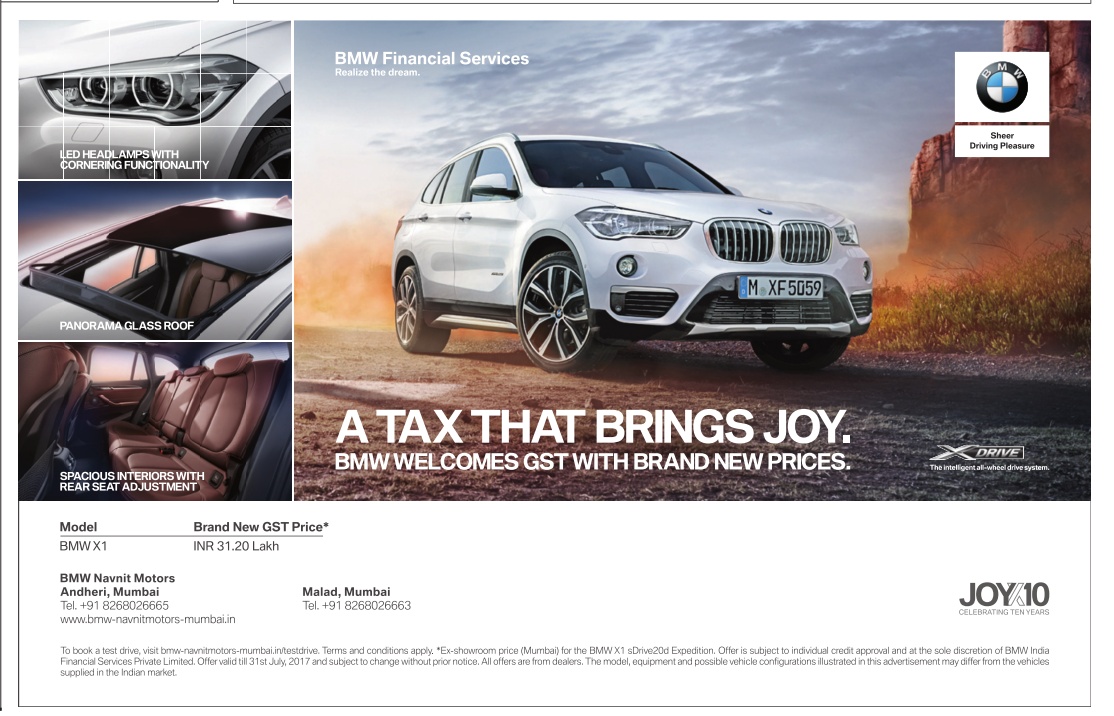 LED HEADLAMPS WITH
CORNERING FUNCTIONALITY
PANORAMA GLASS ROOF
SPACIOUS INTERIORS WITH
REAR SEAT ADJUSTMENT
BMW Financial Services
Realize the dream.
BMW
Sheer
Driving Pleasure
M XF5059
A TAX THAT BRINGS JOY.
BMW WELCOMES GST WITH BRAND NEW PRICES.
XDRIVE
The intelligent all-wheel drive system.
Model Brand New GST Price*
BMW X1 INR 31.20 Lakh
BMW Navnit Motors
Andheri, Mumbai
Tel. +91 8268026665
www.bmw-navnitmotors-mumbai.in
Malad, Mumbai
Tel. +91 8268026663
JOYX10
CELEBRATING TEN YEARS
To book a test drive, visit bmw-navnitmotors-mumbai.in/testdrive. Terms and conditions apply. *Ex-showroom price (Mumbai) for the BMW X1 sDrive20d Expedition. Offer is subject to individual credit approval and at the sole discretion of BMW India
Financial Services Private Limited. Offer valid till 31st July, 2017 and subject to change without prior notice. All offers are from dealers. The model, equipment and possible vehicle configurations illustrated in this advertisement may differ from the vehicles
supplied in the Indian market.